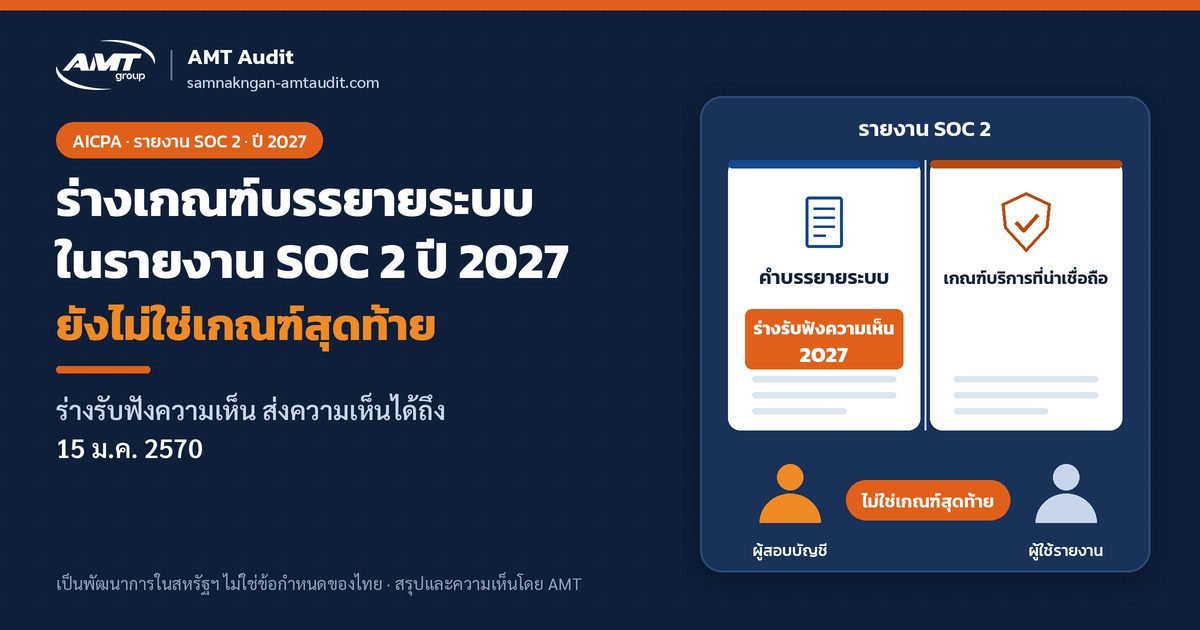 AMT
group
AMT Audit
samnakngan-amtaudit.com
AICPA · รายงาน SOC 2 · ปี 2027
ร่างเกณฑ์บรรยายระบบ
ในรายงาน SOC 2 ปี 2027
ยังไม่ใช่เกณฑ์สุดท้าย
ร่างรับฟังความเห็น ส่งความเห็นได้ถึง
15 ม.ค. 2570
เป็นพัฒนาการในสหรัฐฯ ไม่ใช่ข้อกำหนดของไทย · สรุปและความเห็นโดย AMT
รายงาน SOC 2
คำบรรยายระบบ
ร่างรับฟังความเห็น
2027
เกณฑ์บริการที่น่าเชื่อถือ
ผู้สอบบัญชี
ไม่ใช่เกณฑ์สุดท้าย
ผู้ใช้รายงาน